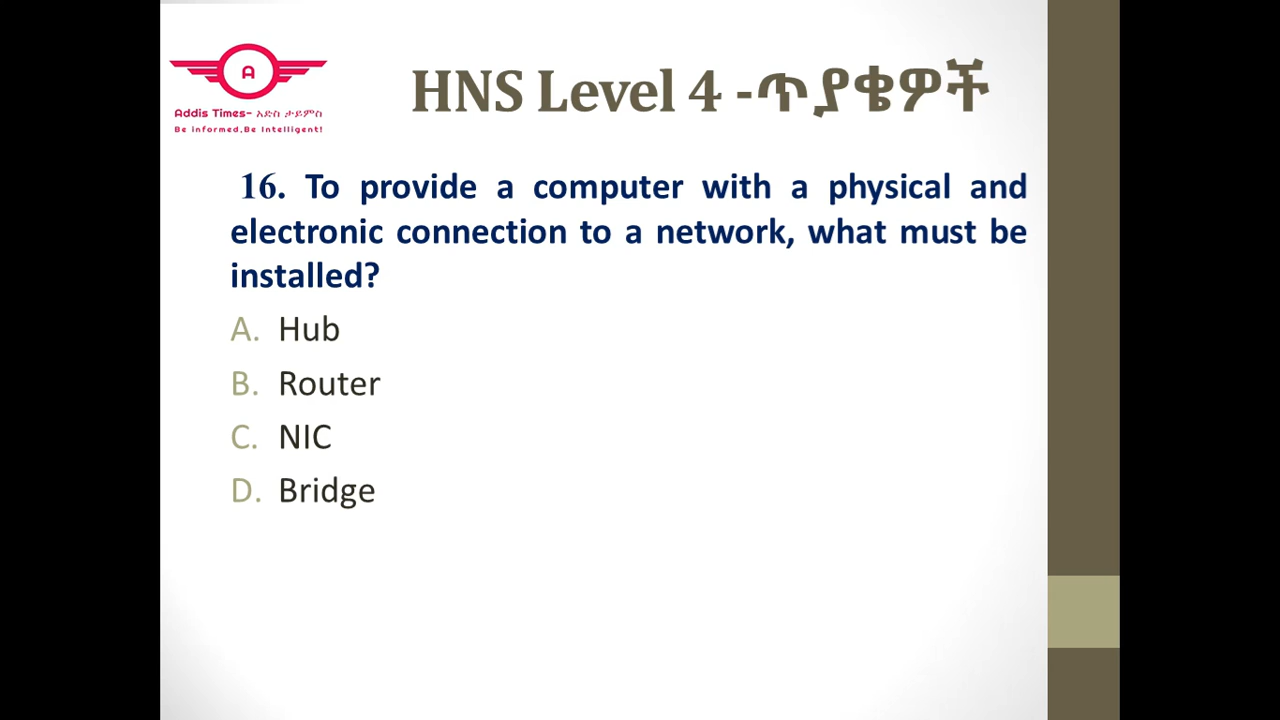 A
Addis Times- አዲስ ታይምስ
Be informed,Be Intelligent!
HNS Level 4 -ጥያቄዎች
16. To provide a computer with a physical and
electronic connection to a network, what must be
installed?
A. Hub
B. Router
C. NIC
D. Bridge